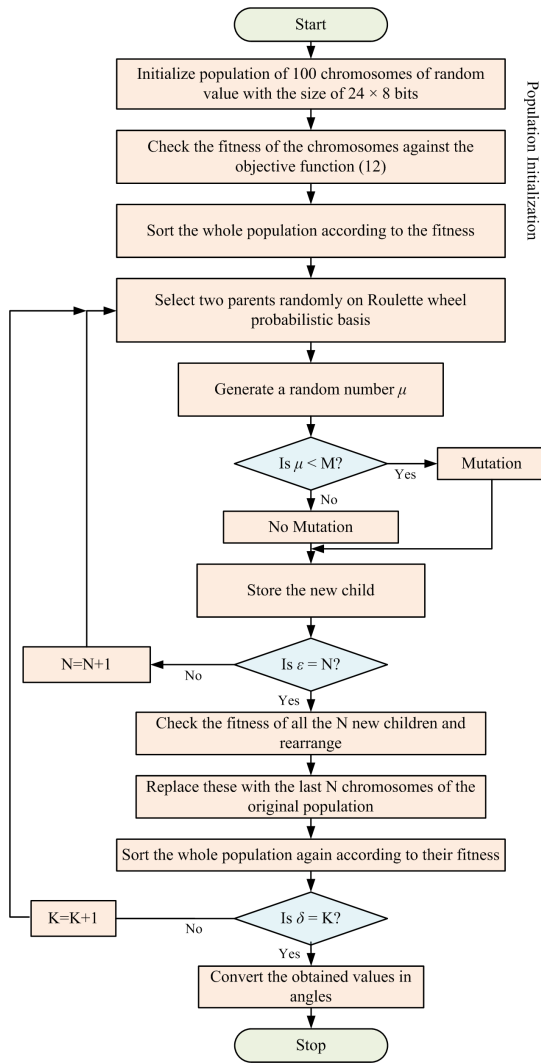 Start
Initialize population of 100 chromosomes of random
value with the size of 24 × 8 bits
Population Initialization
Check the fitness of the chromosomes against the
objective function (12)
Sort the whole population according to the fitness
Select two parents randomly on Roulette wheel
probabilistic basis
Generate a random number μ
Is μ < M?
Yes
Mutation
No
No Mutation
Store the new child
Is ε = N?
No
N=N+1
Yes
Check the fitness of all the N new children and
rearrange
Replace these with the last N chromosomes of the
original population
Sort the whole population again according to their fitness
Is δ = K?
No
K=K+1
Yes
Convert the obtained values in
angles
Stop